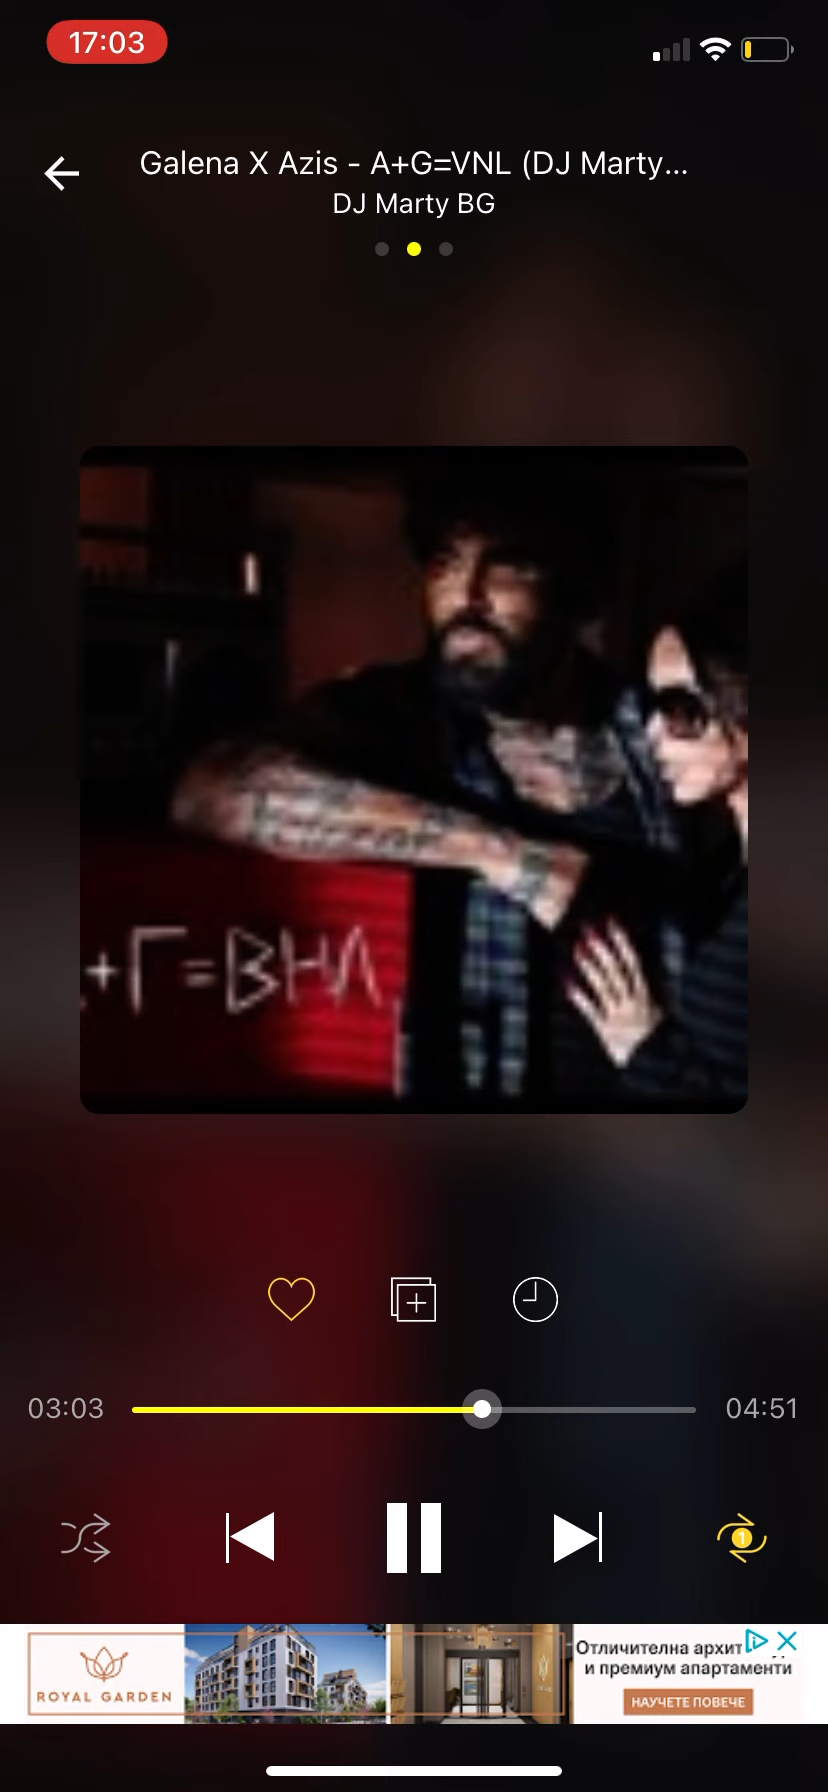 17:03
Galena X Azis - A+G=VNL (DJ Marty...
DJ Marty BG
+Г=ВНЛ
03:03
04:51
1
ROYAL GARDEN
Отличителна архит
и премиум апартаменти
НАУЧЕТЕ ПОВЕЧЕ